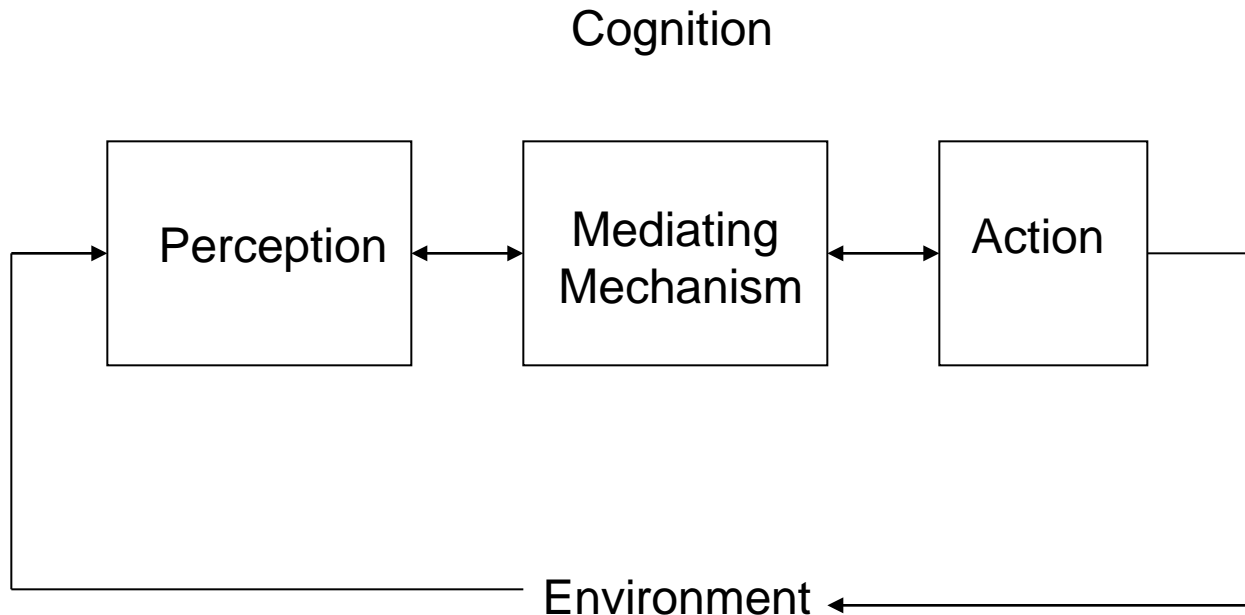 Cognition
Perception
Mediating
Mechanism
Action
Environment